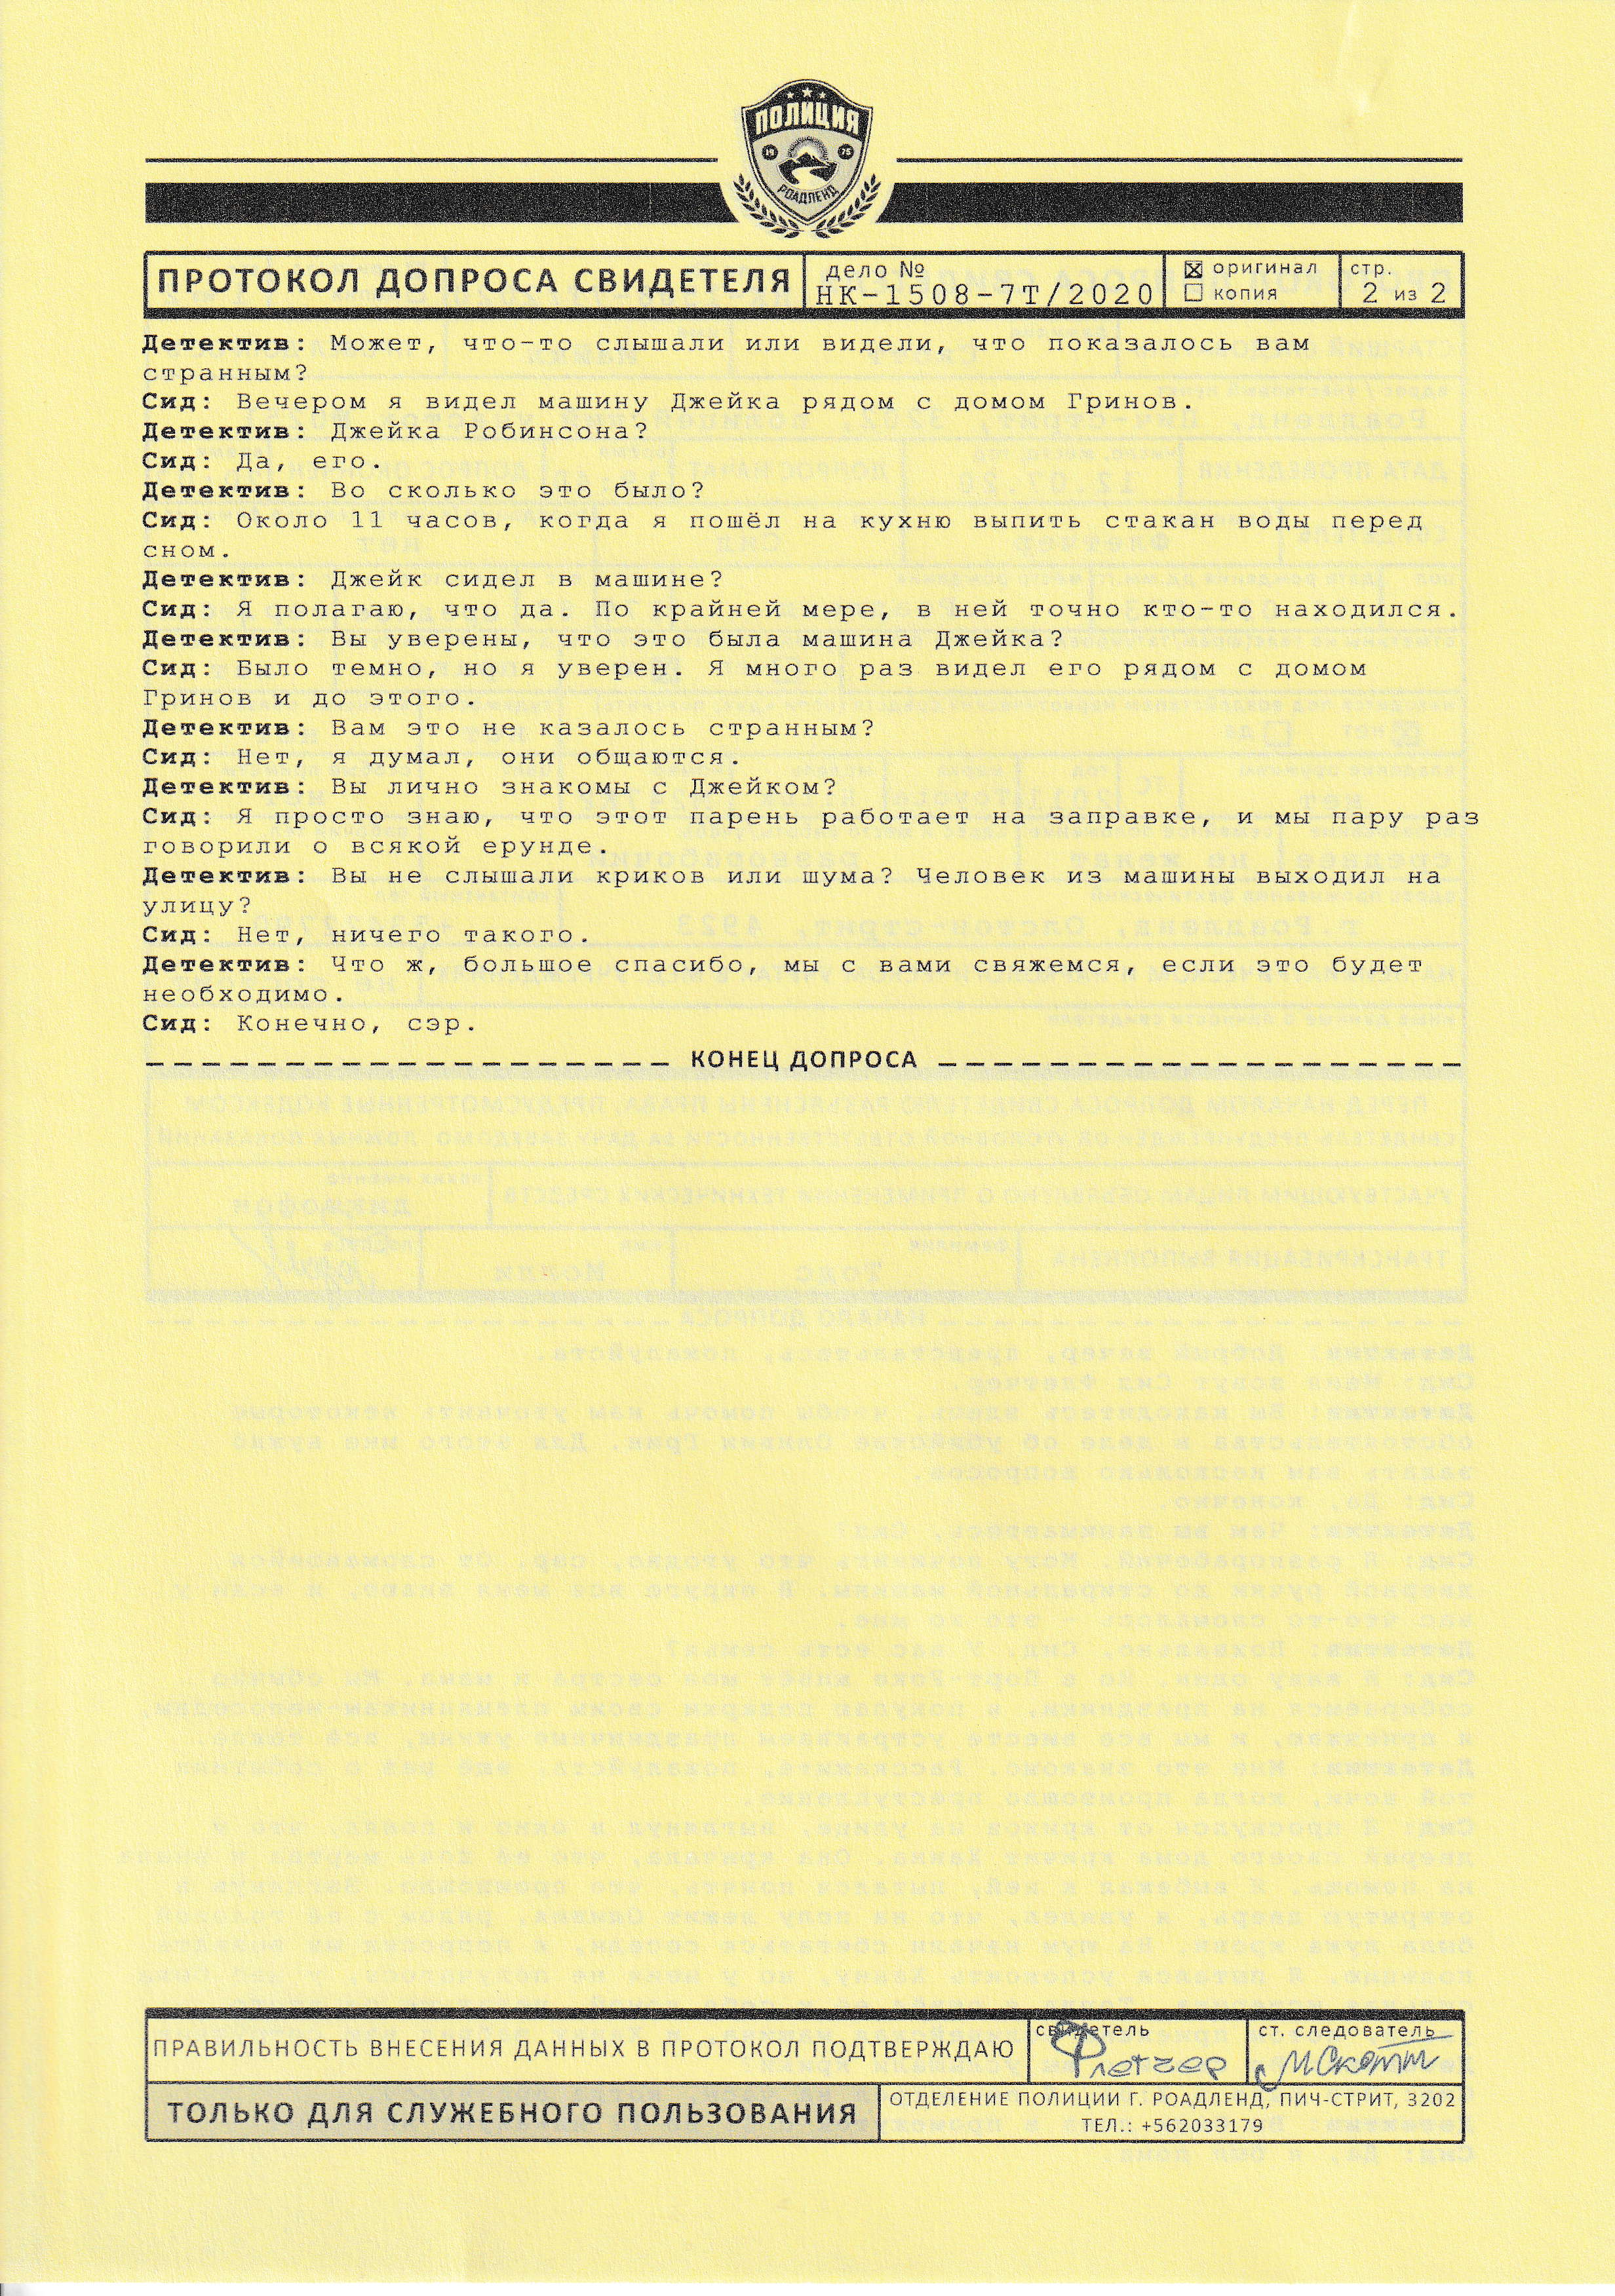 ПОЛИЦИЯ
19 75
РОАДЛЕНД
ПРОТОКОЛ ДОПРОСА СВИДЕТЕЛЯ
дело №
НК-1508-7Т/2020
☒ оригинал
☐ копия
стр.
2 из 2
Детектив: Может, что-то слышали или видели, что показалось вам
странным?
Сид: Вечером я видел машину Джейка рядом с домом Гринов.
Детектив: Джейка Робинсона?
Сид: Да, его.
Детектив: Во сколько это было?
Сид: Около 11 часов, когда я пошёл на кухню выпить стакан воды перед
сном.
Детектив: Джейк сидел в машине?
Сид: Я полагаю, что да. По крайней мере, в ней точно кто-то находился.
Детектив: Вы уверены, что это была машина Джейка?
Сид: Было темно, но я уверен. Я много раз видел его рядом с домом
Гринов и до этого.
Детектив: Вам это не казалось странным?
Сид: Нет, я думал, они общаются.
Детектив: Вы лично знакомы с Джейком?
Сид: Я просто знаю, что этот парень работает на заправке, и мы пару раз
говорили о всякой ерунде.
Детектив: Вы не слышали криков или шума? Человек из машины выходил на
улицу?
Сид: Нет, ничего такого.
Детектив: Что ж, большое спасибо, мы с вами свяжемся, если это будет
необходимо.
Сид: Конечно, сэр.
КОНЕЦ ДОПРОСА
ПРАВИЛЬНОСТЬ ВНЕСЕНИЯ ДАННЫХ В ПРОТОКОЛ ПОДТВЕРЖДАЮ
свидетель
Флетчер
ст. следователь
МСкотт
ТОЛЬКО ДЛЯ СЛУЖЕБНОГО ПОЛЬЗОВАНИЯ
ОТДЕЛЕНИЕ ПОЛИЦИИ Г. РОАДЛЕНД, ПИЧ-СТРИТ, 3202
ТЕЛ.: +562033179